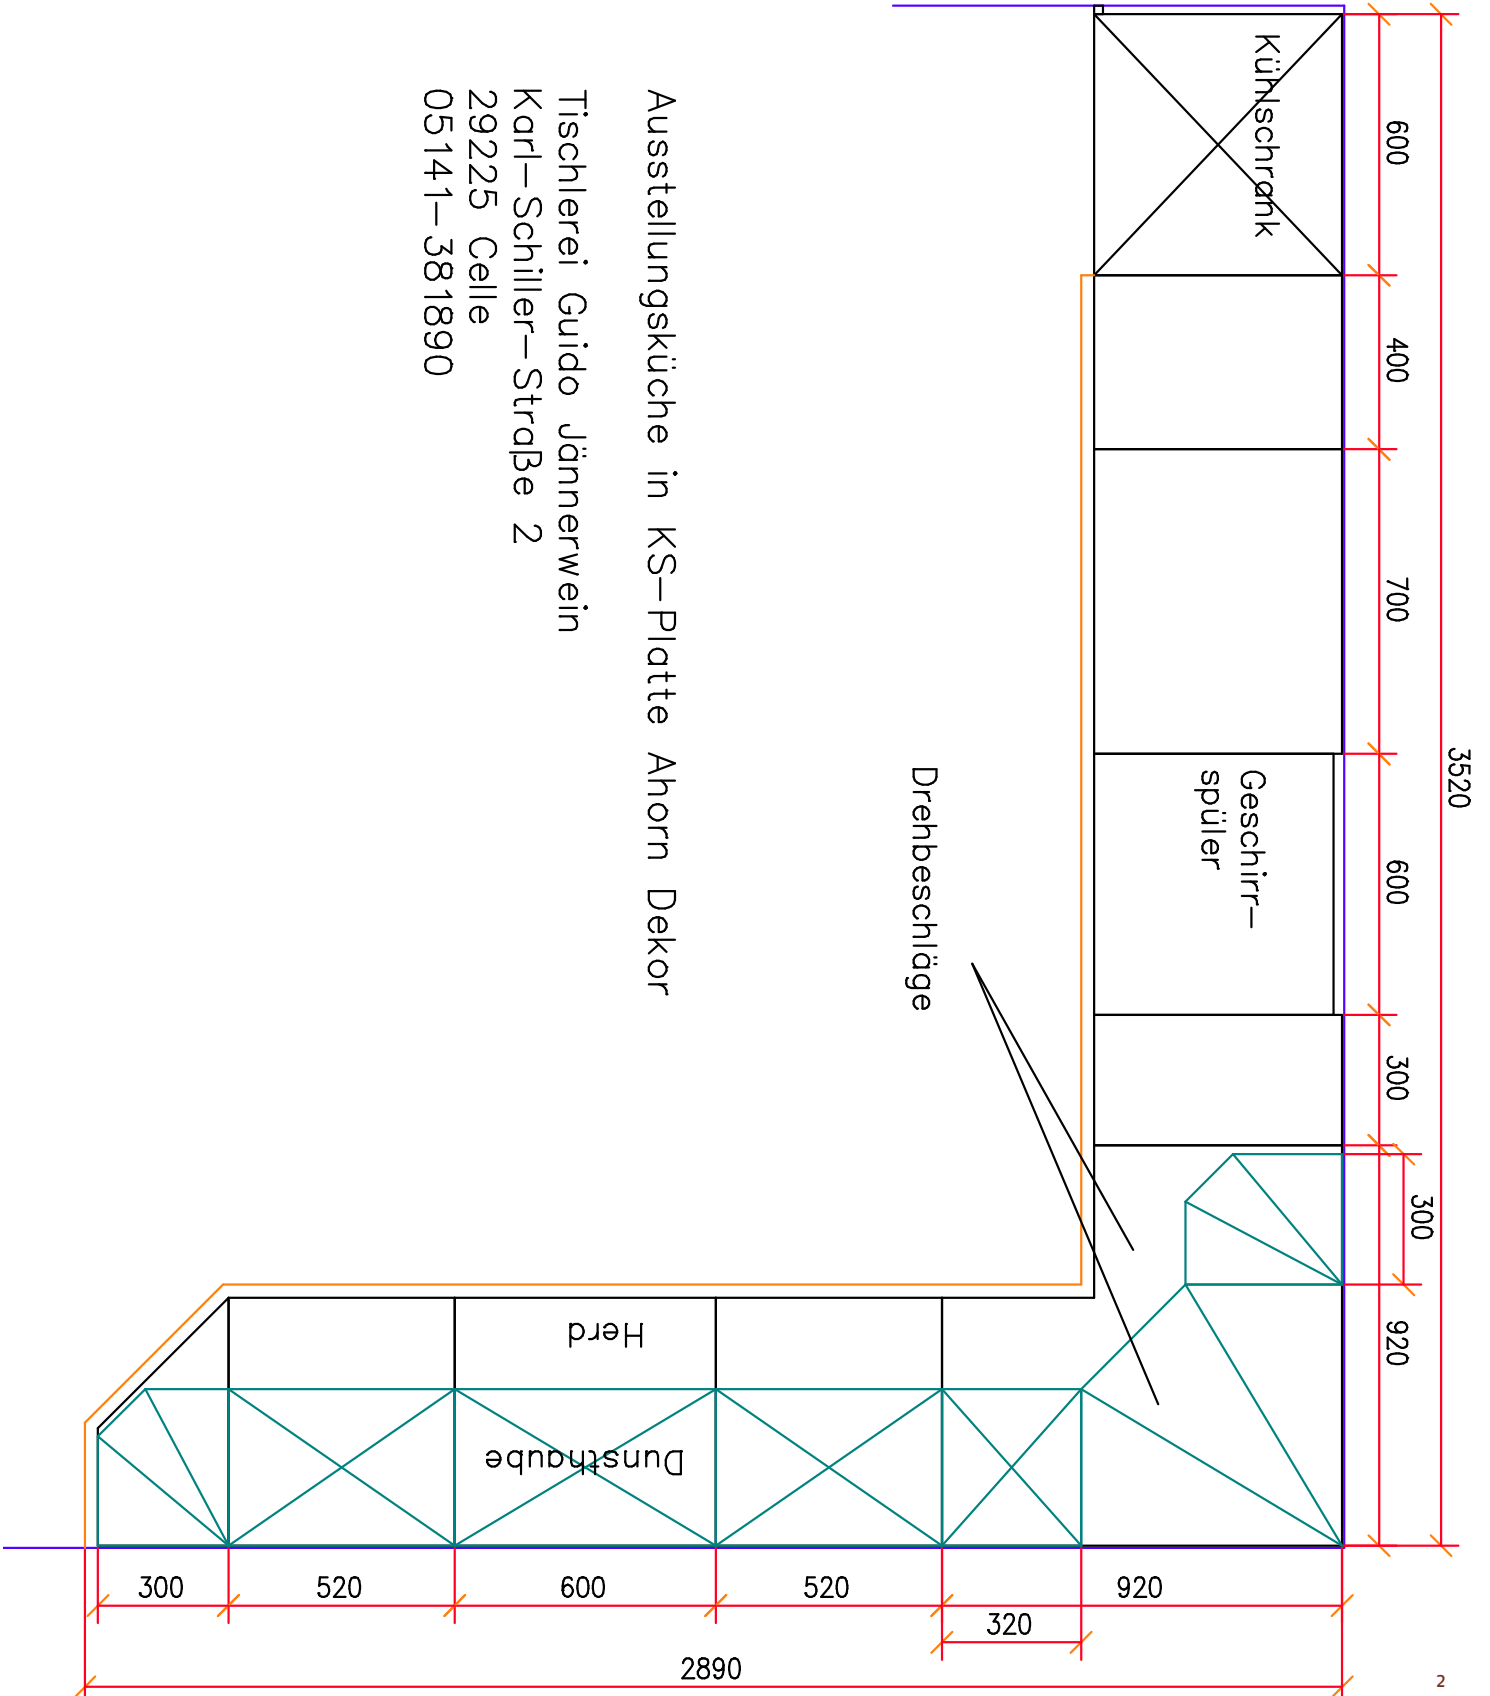 Kühlschrank
600
400
700
3520
Geschirr-
spüler
600
300
300
920
Drehbeschläge
Ausstellungsküche in KS-Platte Ahorn Dekor
Tischlerei Guido Jännerwein
Karl-Schiller-Straße 2
29225 Celle
05141-381890
Herd
Dunsthaube
300
520
600
520
920
320
2890
2